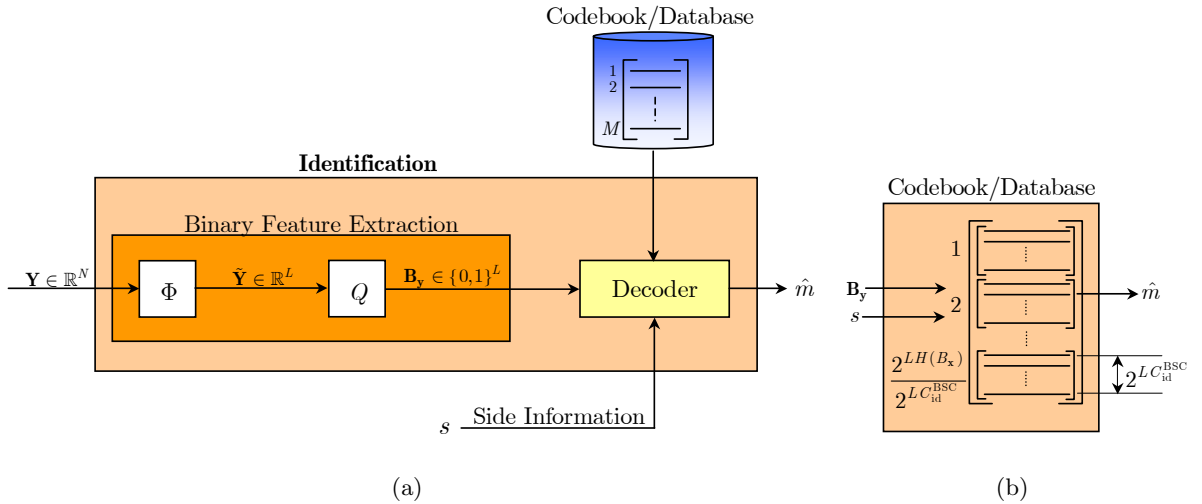 Codebook/Database
1
2
M
Identification
Binary Feature Extraction
Y ∈ ℝ^N
Φ
Ỹ ∈ ℝ^L
Q
B_y ∈ {0,1}^L
Decoder
m̂
s
Side Information
(a)
Codebook/Database
1
B_y
2
m̂
s
2^{LH(B_x)}
2^{LC_id^BSC}
2^{LC_id^BSC}
(b)